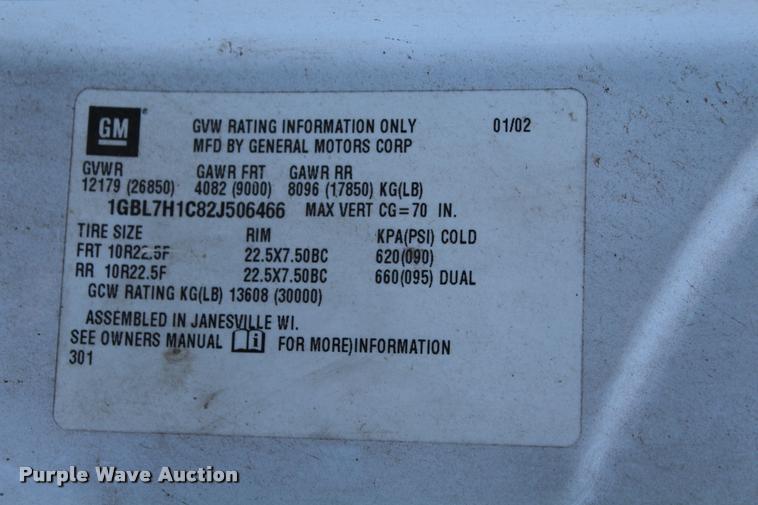 GM
GVW RATING INFORMATION ONLY 01/02
MFD BY GENERAL MOTORS CORP
GVWR GAWR FRT GAWR RR
12179 (26850) 4082 (9000) 8096 (17850) KG(LB)
1GBL7H1C82J506466 MAX VERT CG=70 IN.
TIRE SIZE RIM KPA(PSI) COLD
FRT 10R22.5F 22.5X7.50BC 620(090)
RR 10R22.5F 22.5X7.50BC 660(095) DUAL
GCW RATING KG(LB) 13608 (30000)
ASSEMBLED IN JANESVILLE WI.
SEE OWNERS MANUAL i FOR MORE)INFORMATION
301
Purple Wave Auction